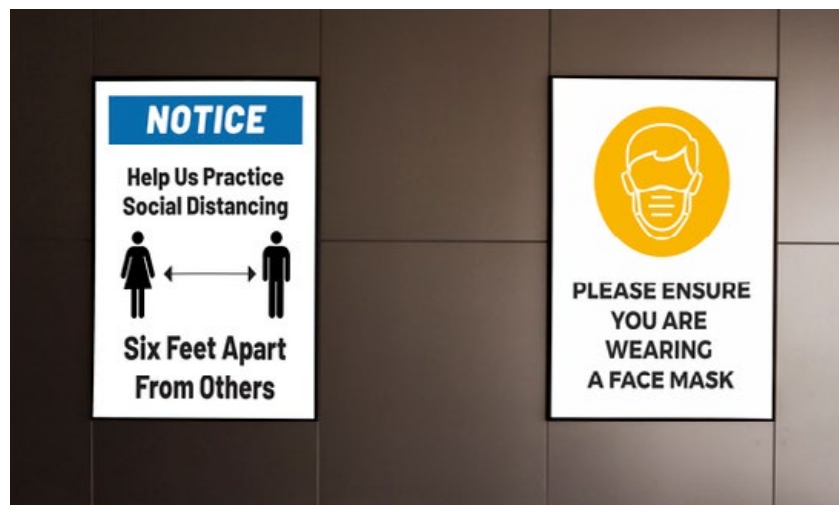 NOTICE
Help Us Practice
Social Distancing
Six Feet Apart
From Others
PLEASE ENSURE
YOU ARE
WEARING
A FACE MASK